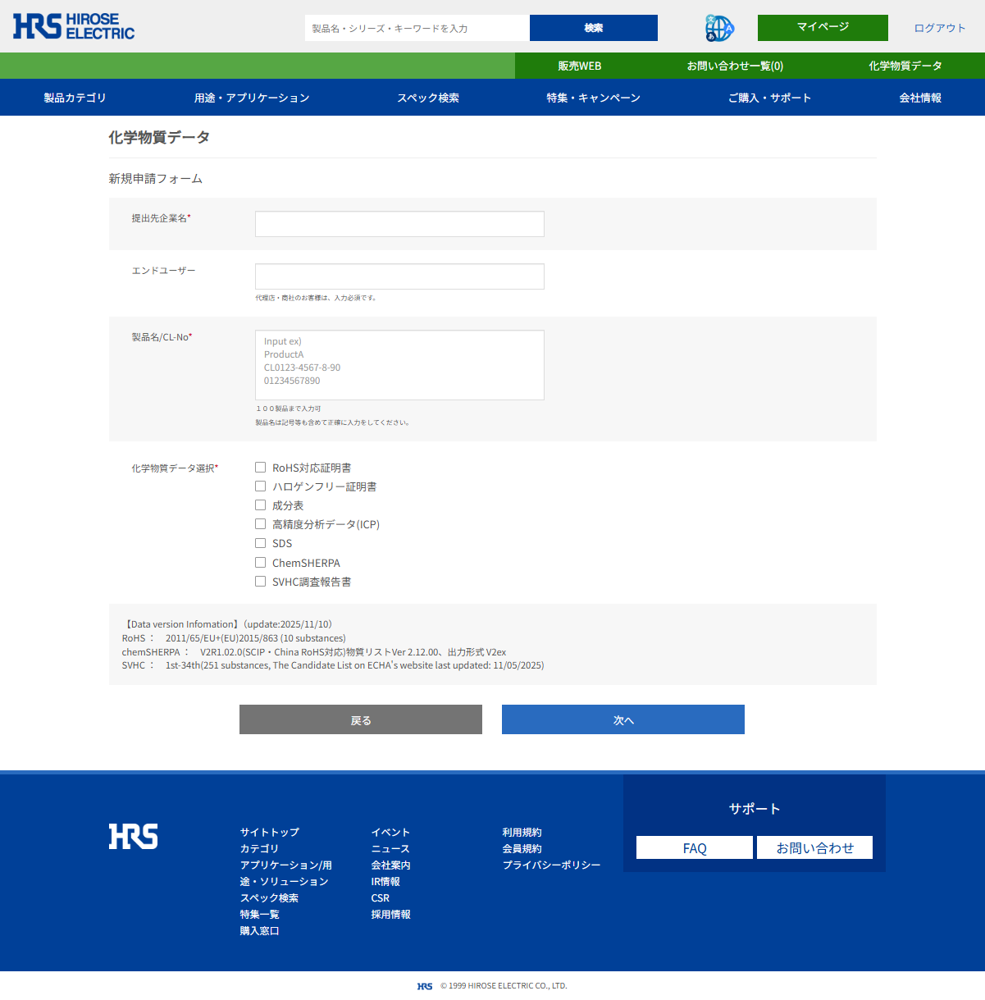 HRS HIROSE ELECTRIC
製品名・シリーズ・キーワードを入力
検索
マイページ
ログアウト
販売WEB
お問い合わせ一覧(0)
化学物質データ
製品カテゴリ
用途・アプリケーション
スペック検索
特集・キャンペーン
ご購入・サポート
会社情報
化学物質データ
新規申請フォーム
提出先企業名*
エンドユーザー
代理店・商社のお客様は、入力必須です。
製品名/CL-No*
Input ex)
ProductA
CL0123-4567-8-90
01234567890
１００製品まで入力可
製品名は記号等も含めて正確に入力をしてください。
化学物質データ選択*
RoHS対応証明書
ハロゲンフリー証明書
成分表
高精度分析データ(ICP)
SDS
ChemSHERPA
SVHC調査報告書
【Data version Infomation】（update:2025/11/10）
RoHS ： 2011/65/EU+(EU)2015/863 (10 substances)
chemSHERPA ： V2R1.02.0(SCIP・China RoHS対応)物質リストVer 2.12.00、出力形式 V2ex
SVHC ： 1st-34th(251 substances, The Candidate List on ECHA's website last updated: 11/05/2025)
戻る
次へ
HRS
サイトトップ
カテゴリ
アプリケーション/用
途・ソリューション
スペック検索
特集一覧
購入窓口
イベント
ニュース
会社案内
IR情報
CSR
採用情報
利用規約
会員規約
プライバシーポリシー
サポート
FAQ
お問い合わせ
HRS © 1999 HIROSE ELECTRIC CO., LTD.